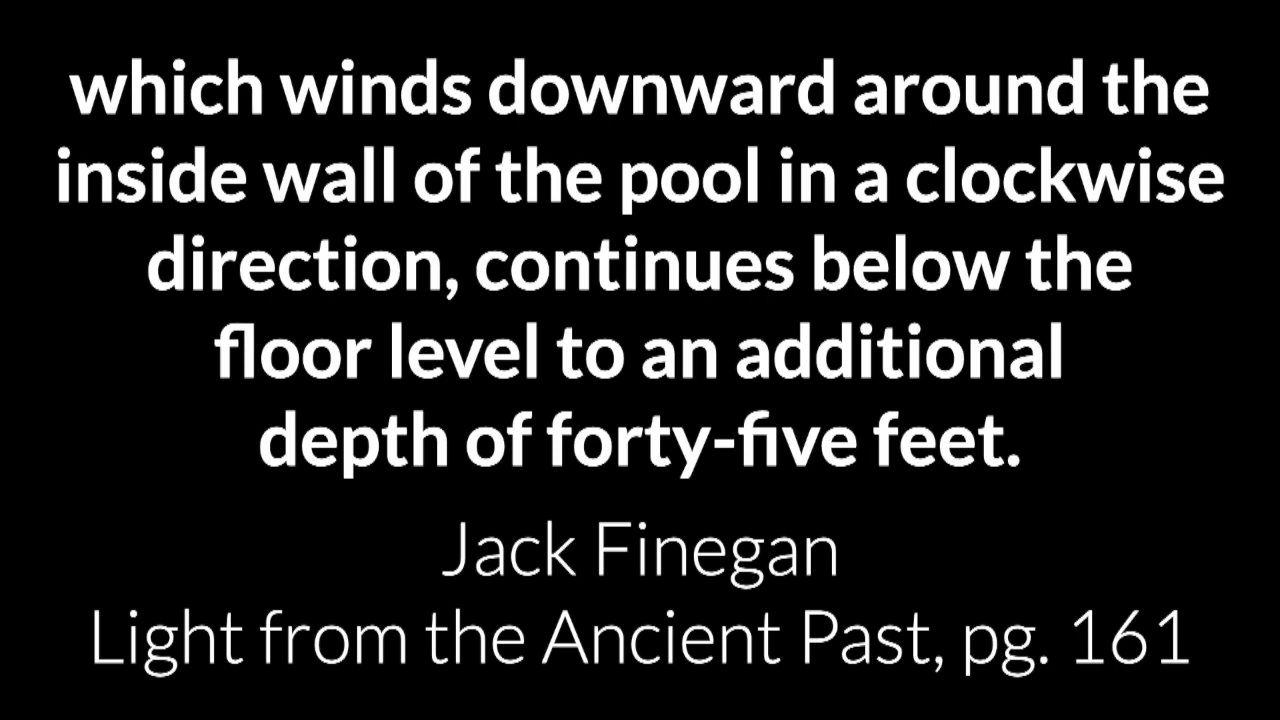 which winds downward around the
inside wall of the pool in a clockwise
direction, continues below the
floor level to an additional
depth of forty-five feet.
Jack Finegan
Light from the Ancient Past, pg. 161